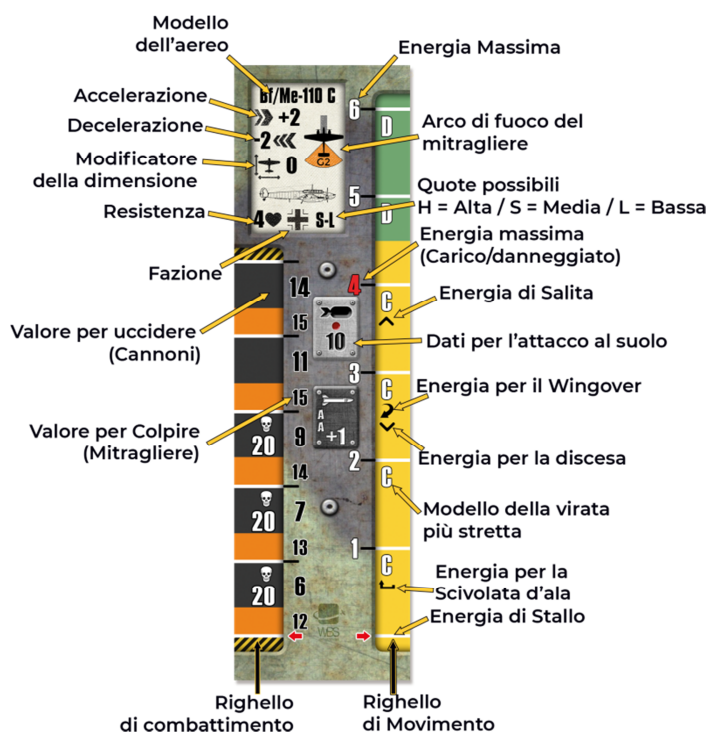 Modello
dell'aereo
Energia Massima
Bf/Me-110 C
Accelerazione
+2
6
D
Decelerazione
-2
Arco di fuoco del
mitragliere
Modificatore
della dimensione
0
G2
5
D
Quote possibili
H = Alta / S = Media / L = Bassa
Resistenza
4
S-L
Energia massima
(Carico/danneggiato)
Fazione
4
14
C
Energia di Salita
Valore per uccidere
(Cannoni)
15
10
Dati per l'attacco al suolo
11
3
C
Energia per il Wingover
15
A
A
+1
Valore per Colpire
(Mitragliere)
20
9
2
Energia per la discesa
14
C
Modello della virata
più stretta
20
7
13
1
C
Energia per la
Scivolata d'ala
20
6
12
WGS
Energia di Stallo
Righello
di combattimento
Righello
di Movimento